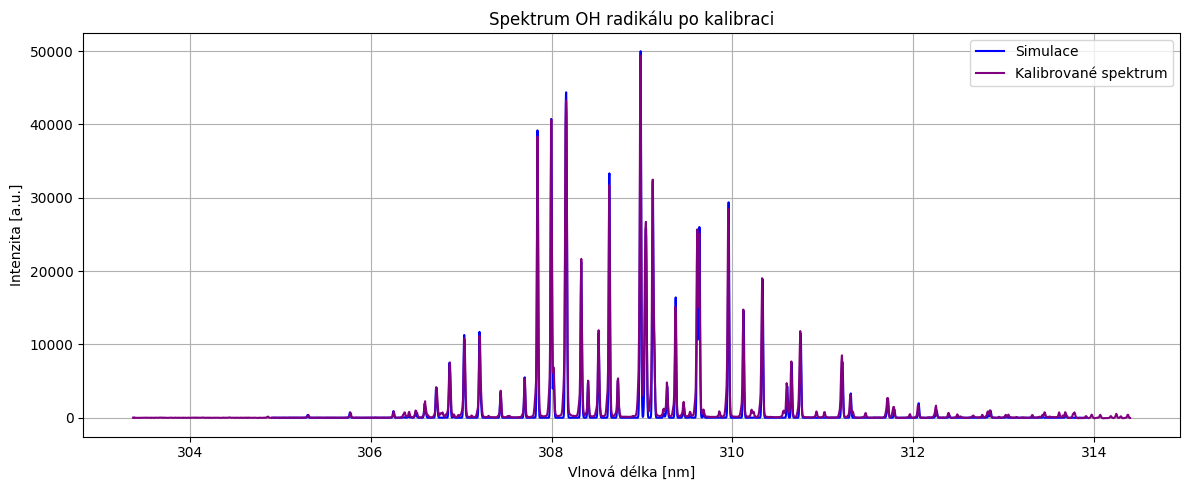 Spektrum OH radikálu po kalibraci
Simulace
Kalibrované spektrum
Intenzita [a.u.]
50000
40000
30000
20000
10000
0
304 306 308 310 312 314
Vlnová délka [nm]